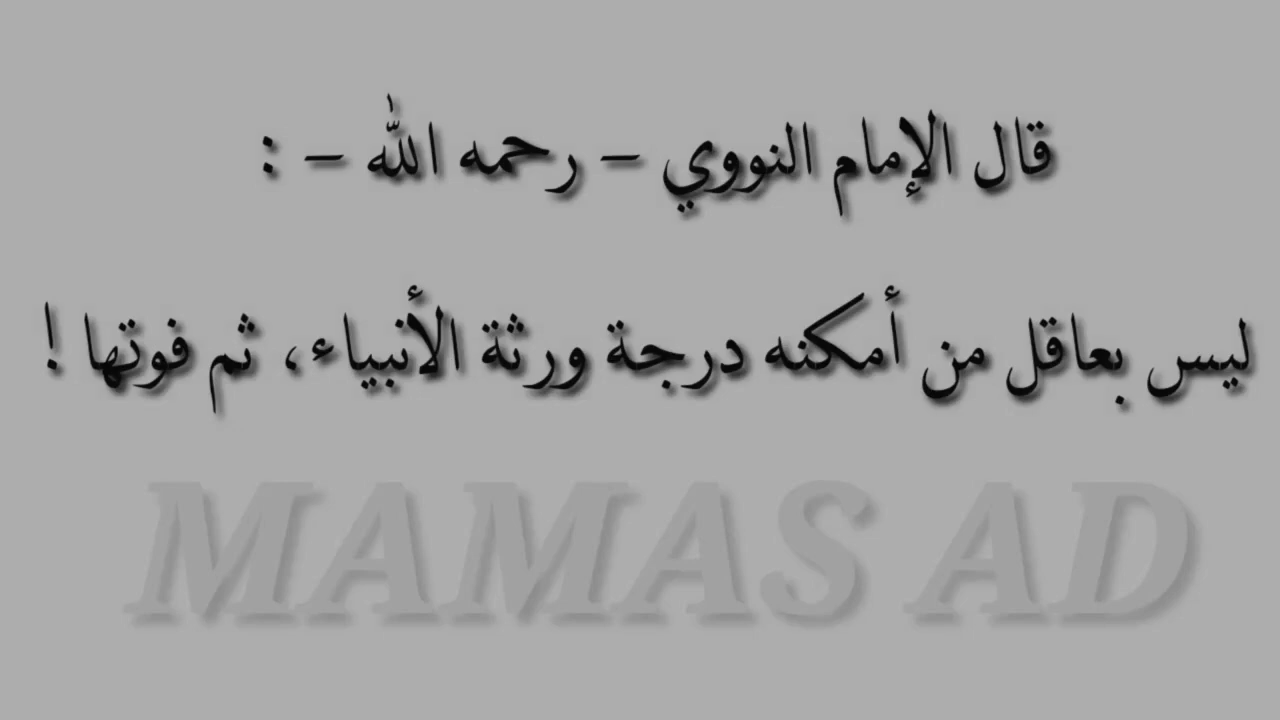 قال الإمام النووي – رحمه الله – :
ليس بعاقل من أمكنه درجة ورثة الأنبياء، ثم فوتها !
MAMAS AD